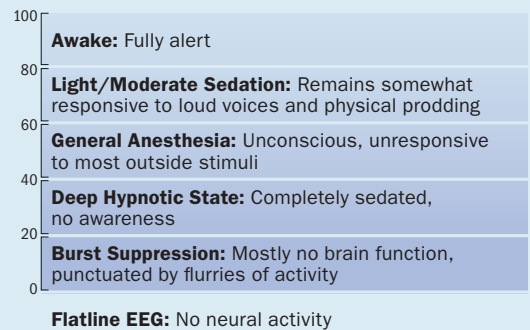 100
Awake: Fully alert
80
Light/Moderate Sedation: Remains somewhat
responsive to loud voices and physical prodding
60
General Anesthesia: Unconscious, unresponsive
to most outside stimuli
40
Deep Hypnotic State: Completely sedated,
no awareness
20
Burst Suppression: Mostly no brain function,
punctuated by flurries of activity
0
Flatline EEG: No neural activity